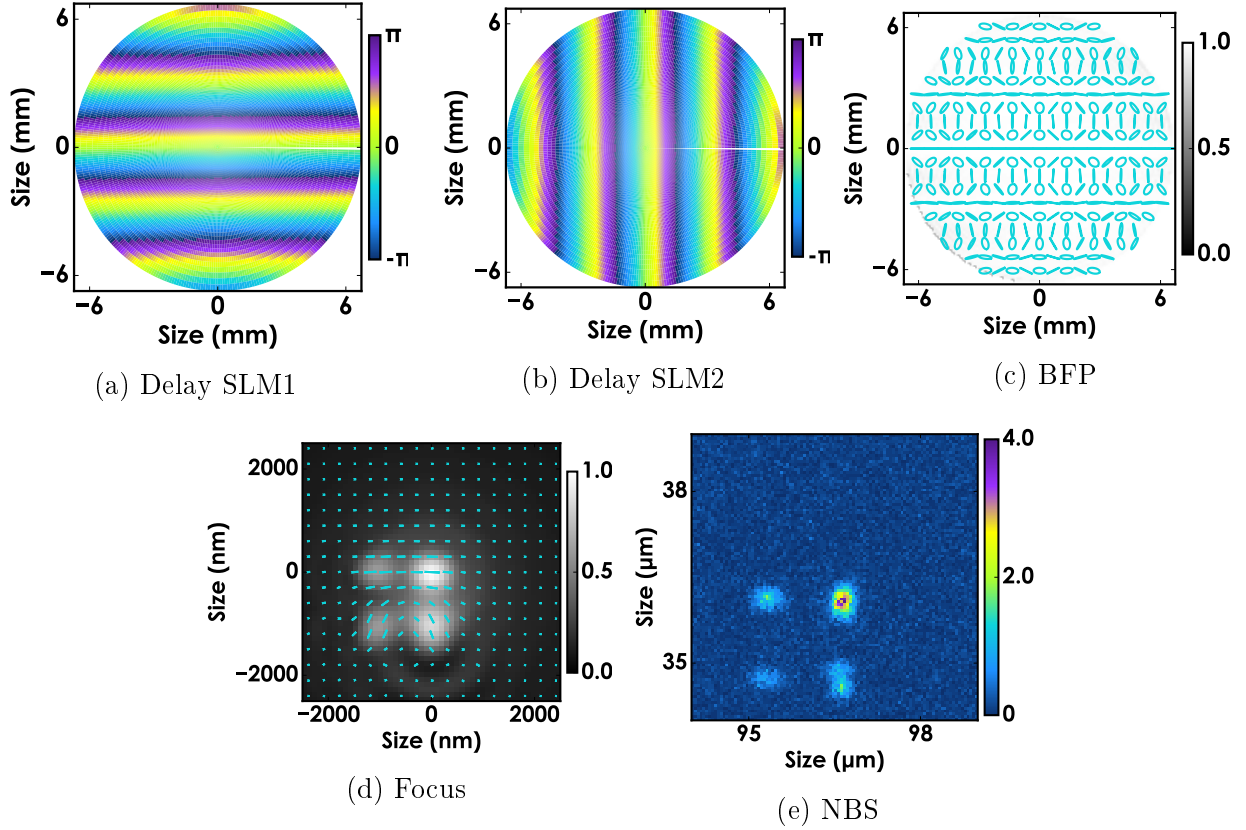 6
0
−6
Size (mm)
−6 0 6
Size (mm)
π
0
-π
(a) Delay SLM1
6
0
−6
Size (mm)
−6 0 6
Size (mm)
π
0
-π
(b) Delay SLM2
6
0
−6
Size (mm)
−6 0 6
Size (mm)
1.0
0.5
0.0
(c) BFP
2000
0
−2000
Size (nm)
−2000 0 2000
Size (nm)
1.0
0.5
0.0
(d) Focus
38
35
Size (µm)
95 98
Size (µm)
4.0
2.0
0
(e) NBS